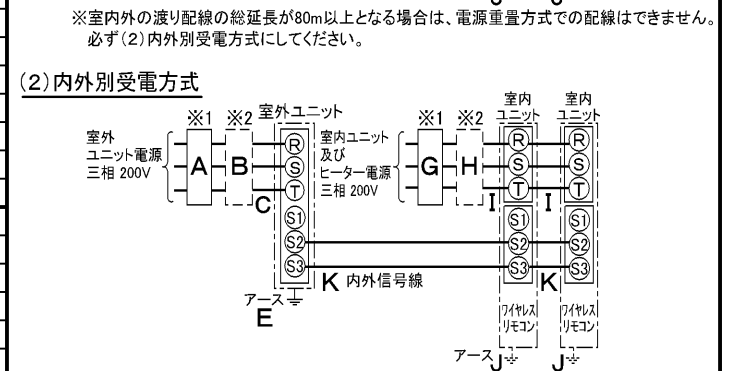 ※室内外の渡り配線の総延長が80m以上となる場合は、電源重畳方式での配線はできません。
必ず(2)内外別受電方式にしてください。
(2)内外別受電方式
※1 ※2 室外ユニット
室外
ユニット電源
三相 200V
A
B
C
R
S
T
S1
S2
S3
アース
E
※1 ※2
室内ユニット
及び
ヒーター電源
三相 200V
G
H
室内
ユニット
室内
ユニット
R
S
T
I
S1
S2
S3
R
S
T
I
S1
S2
S3
K 内外信号線
K
ワイヤレス
リモコン
ワイヤレス
リモコン
アース J
J